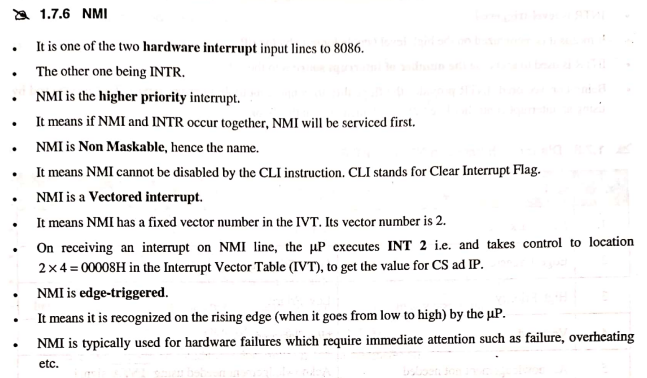 1.7.6 NMI
• It is one of the two hardware interrupt input lines to 8086.
• The other one being INTR.
• NMI is the higher priority interrupt.
• It means if NMI and INTR occur together, NMI will be serviced first.
• NMI is Non Maskable, hence the name.
• It means NMI cannot be disabled by the CLI instruction. CLI stands for Clear Interrupt Flag.
• NMI is a Vectored interrupt.
• It means NMI has a fixed vector number in the IVT. Its vector number is 2.
• On receiving an interrupt on NMI line, the μP executes INT 2 i.e. and takes control to location
2 × 4 = 00008H in the Interrupt Vector Table (IVT), to get the value for CS ad IP.
• NMI is edge-triggered.
• It means it is recognized on the rising edge (when it goes from low to high) by the μP.
• NMI is typically used for hardware failures which require immediate attention such as failure, overheating
etc.